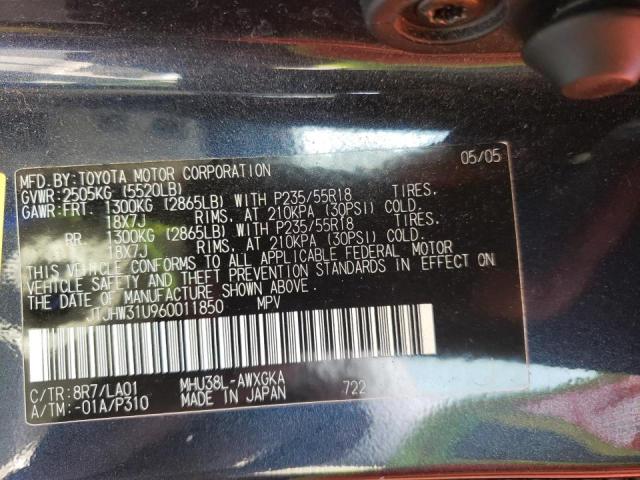 MFD.BY:TOYOTA MOTOR CORPORATION 05/05
GVWR:2505KG (5520LB)
GAWR:FRT. 1300KG (2865LB) WITH P235/55R18 TIRES.
18X7J RIMS. AT 210KPA (30PSI) COLD.
RR. 1300KG (2865LB) WITH P235/55R18 TIRES.
18X7J RIMS. AT 210KPA (30PSI) COLD.
THIS VEHICLE CONFORMS TO ALL APPLICABLE FEDERAL MOTOR
VEHICLE SAFETY AND THEFT PREVENTION STANDARDS IN EFFECT ON
THE DATE OF MANUFACTURE SHOWN ABOVE.
JTJHW31U960011850 MPV
C/TR:8R7/LA01 MHU38L-AWXGKA 722
A/TM:-01A/P310 MADE IN JAPAN